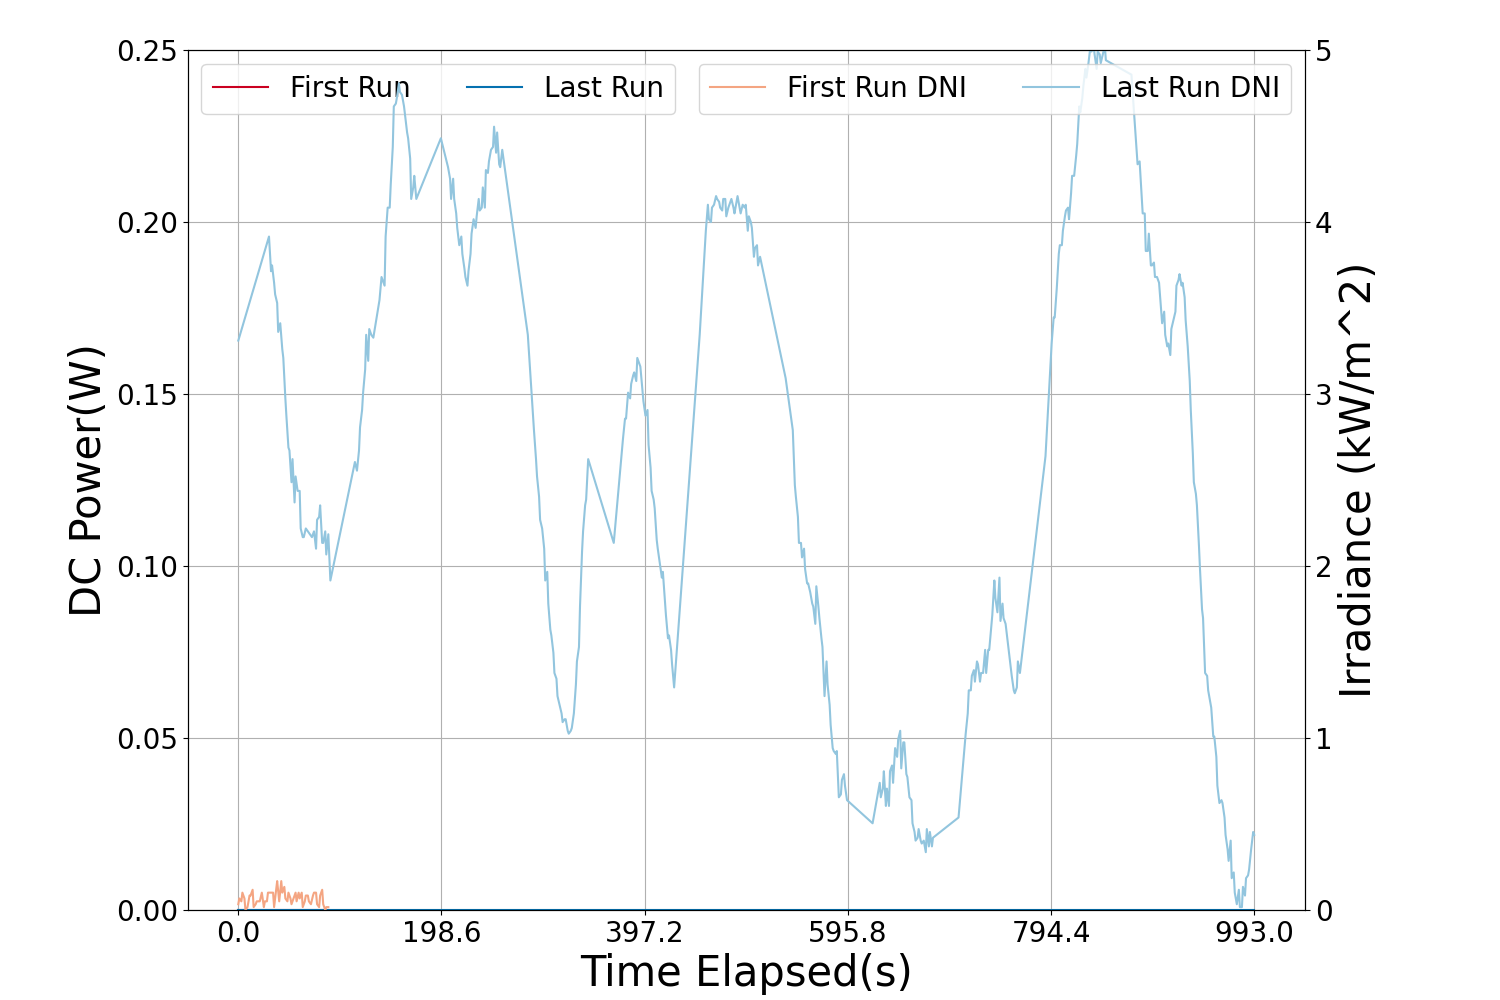 First Run
Last Run
First Run DNI
Last Run DNI
0.25
0.20
0.15
0.10
0.05
0.00
DC Power(W)
5
4
3
2
1
0
Irradiance (kW/m^2)
0.0 198.6 397.2 595.8 794.4 993.0
Time Elapsed(s)